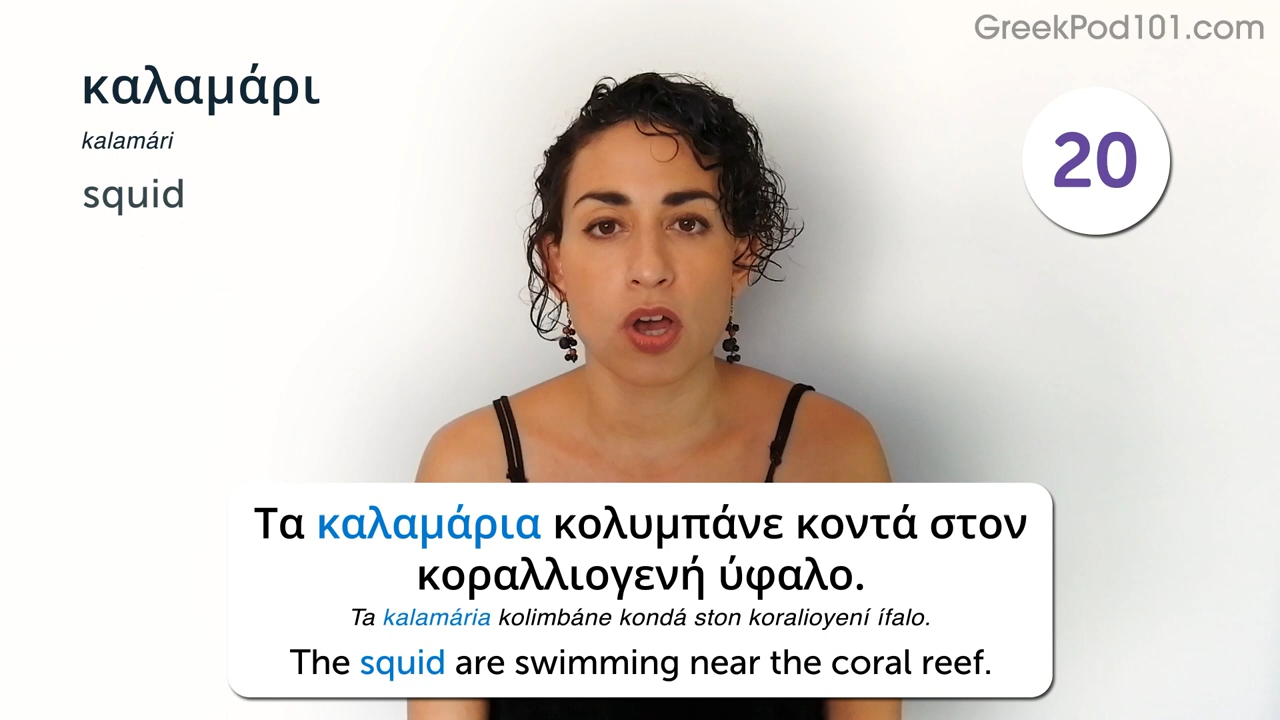 GreekPod101.com
καλαμάρι
kalamári
squid
20
Τα καλαμάρια κολυμπάνε κοντά στον
κοραλλιογενή ύφαλο.
Ta kalamária kolimbáne kondá ston koralioyení ífalo.
The squid are swimming near the coral reef.